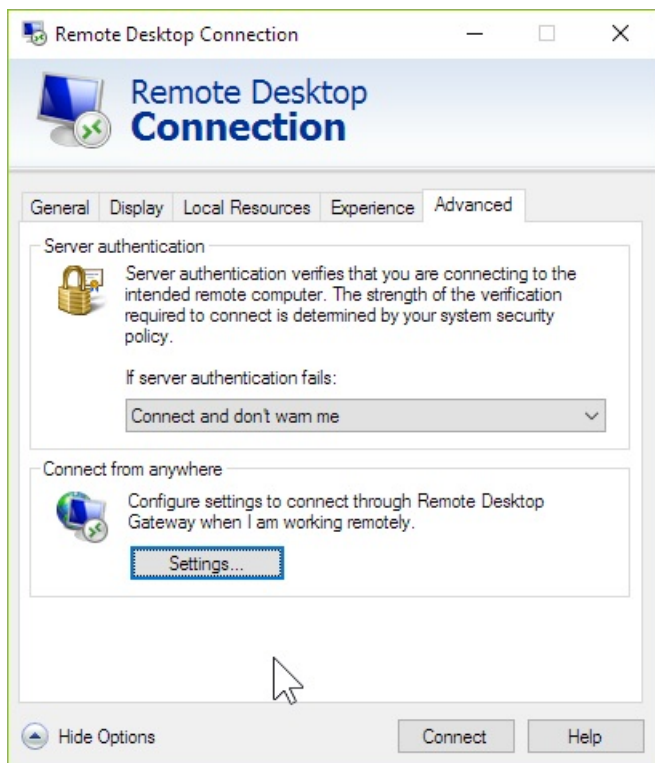 Remote Desktop Connection
Remote Desktop
Connection
General Display Local Resources Experience Advanced
Server authentication
Server authentication verifies that you are connecting to the
intended remote computer. The strength of the verification
required to connect is determined by your system security
policy.
If server authentication fails:
Connect and don't warn me
Connect from anywhere
Configure settings to connect through Remote Desktop
Gateway when I am working remotely.
Settings...
Hide Options Connect Help